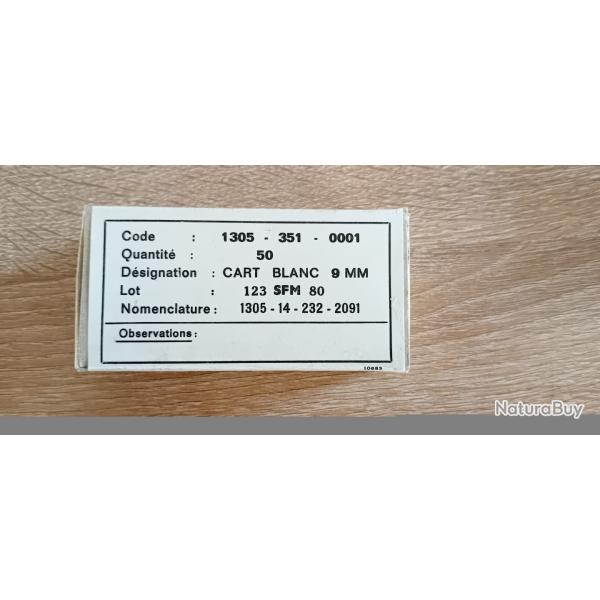 Code : 1305 - 351 - 0001
Quantité : 50
Désignation : CART BLANC 9 MM
Lot : 123 SFM 80
Nomenclature : 1305 - 14 - 232 - 2091
Observations :
10683
NaturaBuy